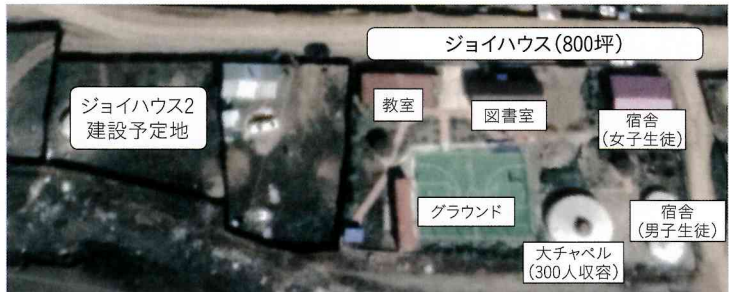 ジョイハウス(800坪)
ジョイハウス2
建設予定地
教室
図書室
宿舎
(女子生徒)
グラウンド
宿舎
(男子生徒)
大チャペル
(300人収容)